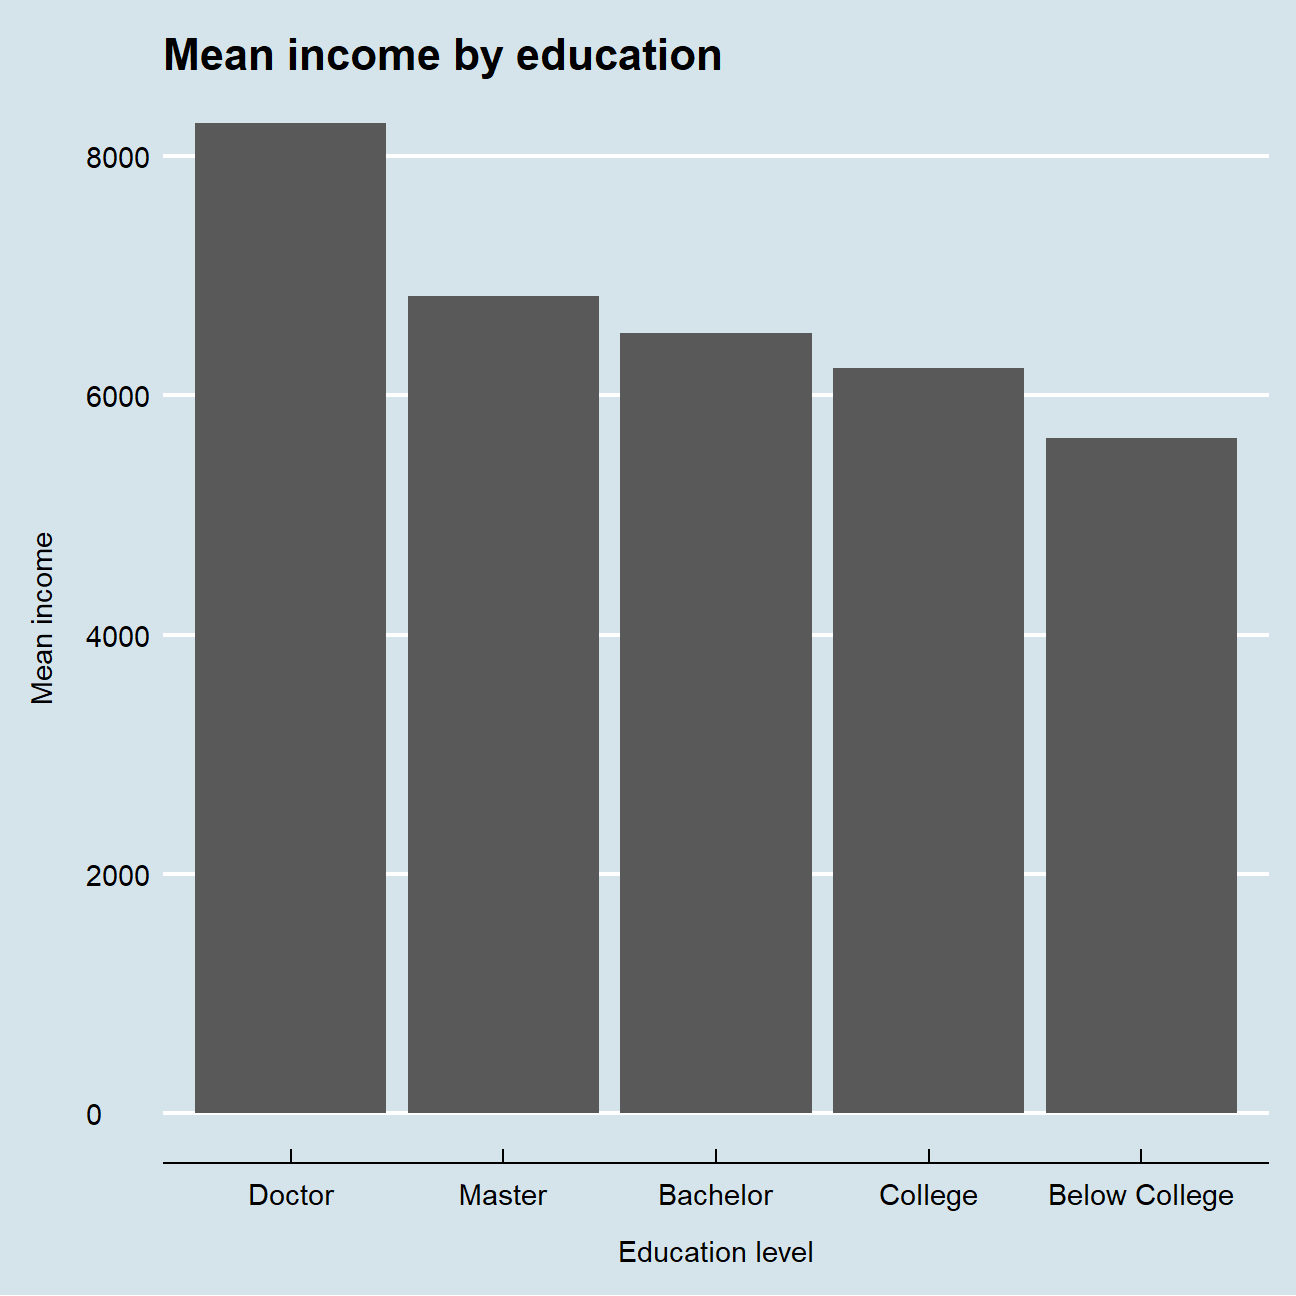 Mean income by education
8000
6000
4000
2000
0
Mean income
Doctor
Master
Bachelor
College
Below College
Education level